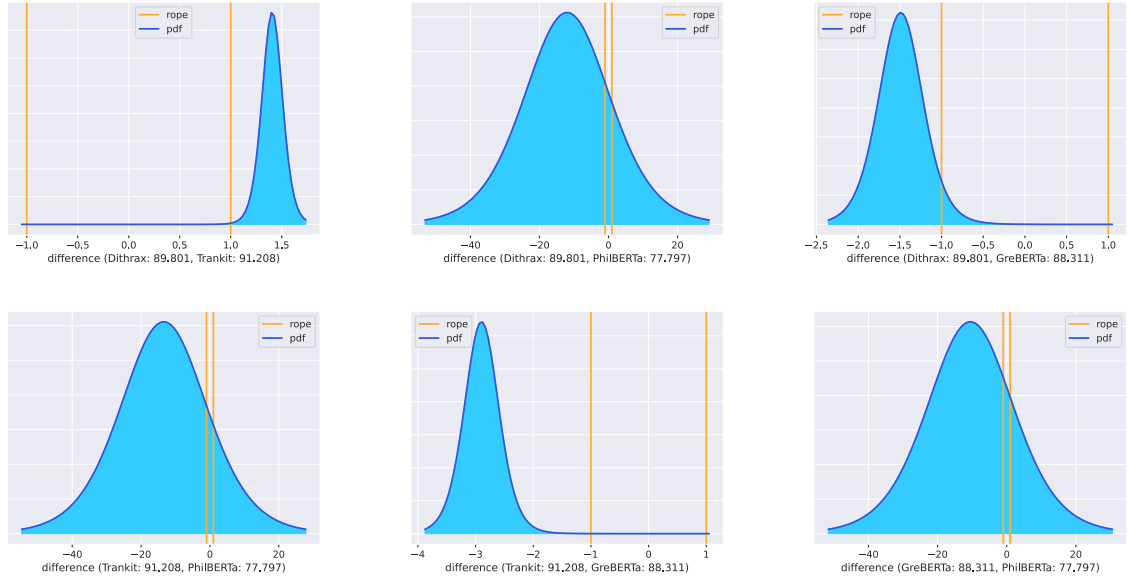 rope
pdf
−1.0 −0.5 0.0 0.5 1.0 1.5
difference (Dithrax: 89.801, Trankit: 91.208)
rope
pdf
−40 −20 0 20
difference (Dithrax: 89.801, PhilBERTa: 77.797)
rope
pdf
−2.5 −2.0 −1.5 −1.0 −0.5 0.0 0.5 1.0
difference (Dithrax: 89.801, GreBERTa: 88.311)
rope
pdf
−40 −20 0 20
difference (Trankit: 91.208, PhilBERTa: 77.797)
rope
pdf
−4 −3 −2 −1 0 1
difference (Trankit: 91.208, GreBERTa: 88.311)
rope
pdf
−40 −20 0 20
difference (GreBERTa: 88.311, PhilBERTa: 77.797)